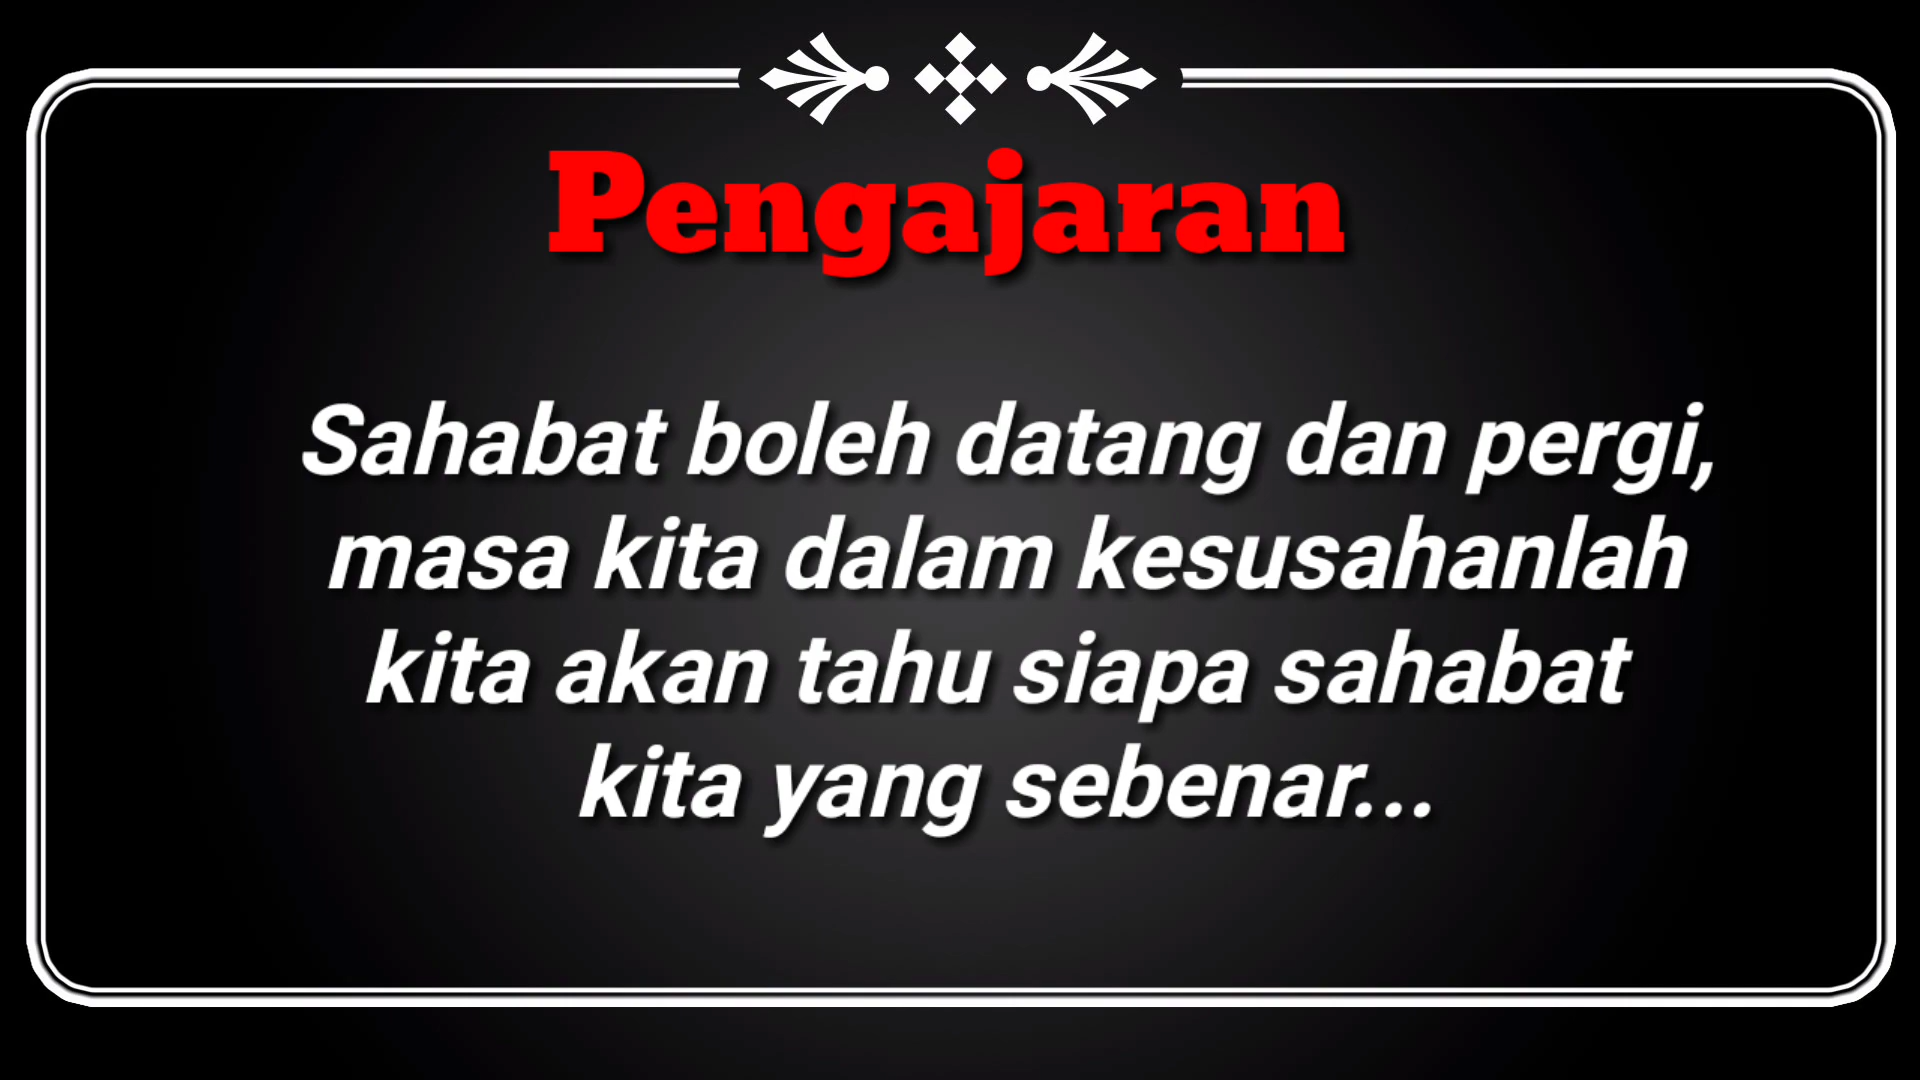 Pengajaran
Sahabat boleh datang dan pergi,
masa kita dalam kesusahanlah
kita akan tahu siapa sahabat
kita yang sebenar...